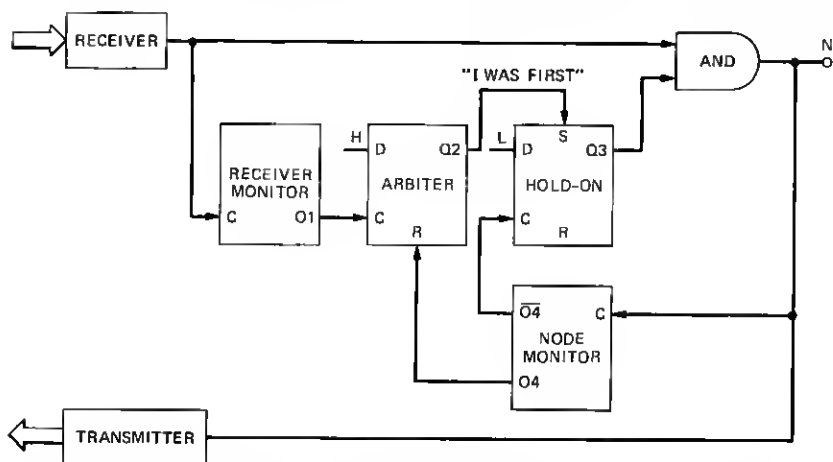 RECEIVER
N
AND
"I WAS FIRST"
H
D
Q2
ARBITER
C
R
L
D
S
Q3
HOLD-ON
C
R
RECEIVER
MONITOR
C
O1
O4
C
NODE
MONITOR
O4
TRANSMITTER